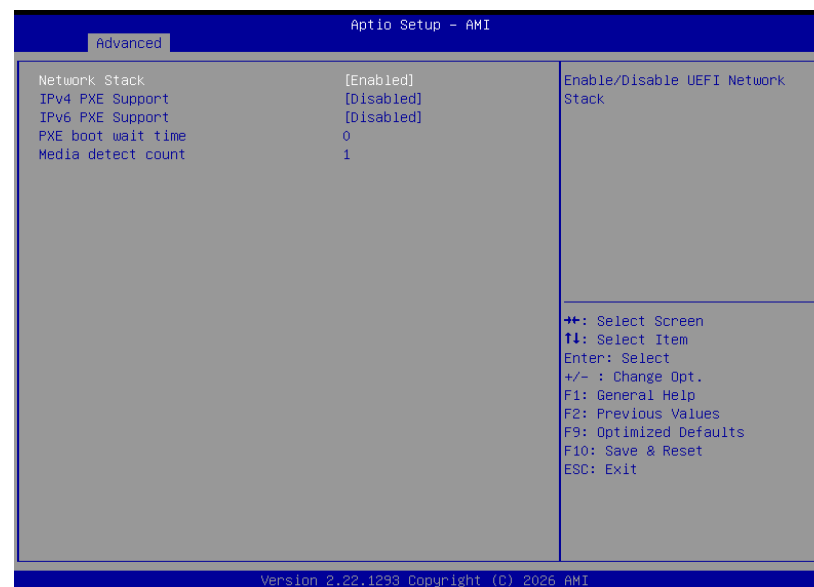 Aptio Setup – AMI
Advanced
Network Stack [Enabled]
IPv4 PXE Support [Disabled]
IPv6 PXE Support [Disabled]
PXE boot wait time 0
Media detect count 1
Enable/Disable UEFI Network
Stack
→←: Select Screen
↑↓: Select Item
Enter: Select
+/- : Change Opt.
F1: General Help
F2: Previous Values
F9: Optimized Defaults
F10: Save & Reset
ESC: Exit
Version 2.22.1293 Copyright (C) 2026 AMI